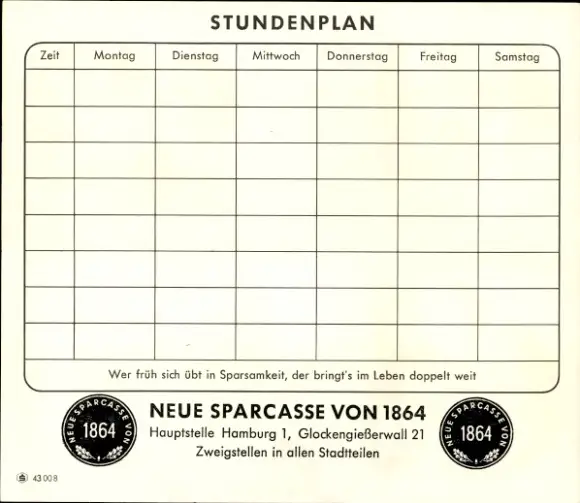 STUNDENPLAN
Zeit Montag Dienstag Mittwoch Donnerstag Freitag Samstag
Wer früh sich übt in Sparsamkeit, der bringt's im Leben doppelt weit
NEUE SPARCASSE VON 1864
Hauptstelle Hamburg 1, Glockengießerwall 21
Zweigstellen in allen Stadtteilen
NEUE SPARCASSE VON
1864
NEUE SPARCASSE VON
1864
43008